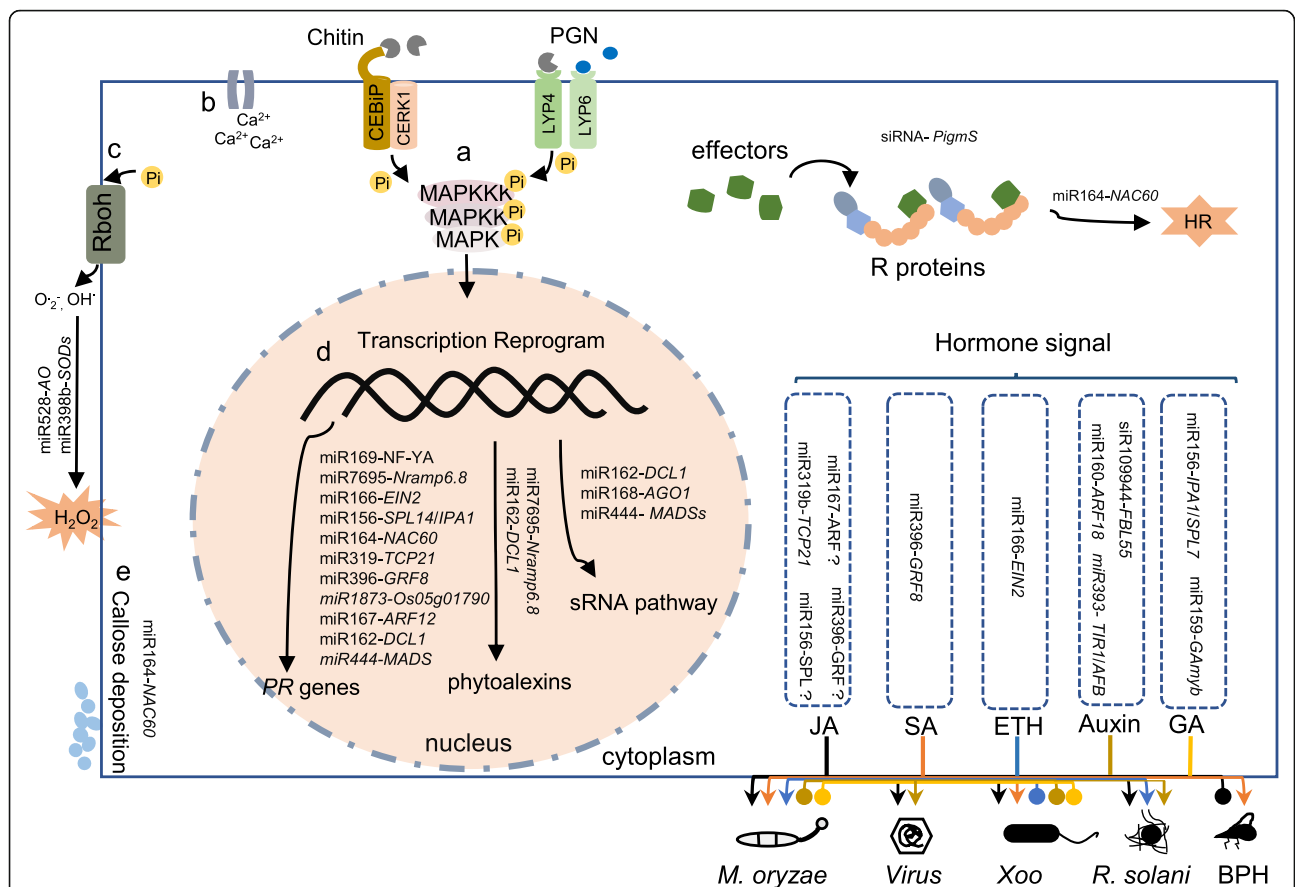 Chitin
PGN
CEBiP
CERK1
LYP4
LYP6
b
Ca²⁺
Ca²⁺Ca²⁺
c
Pi
Rboh
a
Pi
Pi
MAPKKK
Pi
MAPKK
Pi
MAPK
Pi
O·₂⁻, OH·
miR528-AO
miR398b-SODs
H₂O₂
e Callose deposition
miR164-NAC60
effectors
siRNA- PigmS
R proteins
miR164-NAC60
HR
Transcription Reprogram
d
miR169-NF-YA
miR7695-Nramp6.8
miR166-EIN2
miR156-SPL14/IPA1
miR164-NAC60
miR319-TCP21
miR396-GRF8
miR1873-Os05g01790
miR167-ARF12
miR162-DCL1
miR444-MADS
PR genes
miR7695-Nramp6.8
miR162-DCL1
phytoalexins
miR162-DCL1
miR168-AGO1
miR444- MADSs
sRNA pathway
nucleus
cytoplasm
Hormone signal
miR167-ARF ?
miR396-GRF ?
miR319b-TCP21
miR156-SPL ?
JA
miR396-GRF8
SA
miR166-EIN2
ETH
siR109944-FBL55
miR160-ARF18
miR393- TIR1/AFB
Auxin
miR156-IPA1/SPL7
miR159-GAmyb
GA
M. oryzae
Virus
Xoo
R. solani
BPH